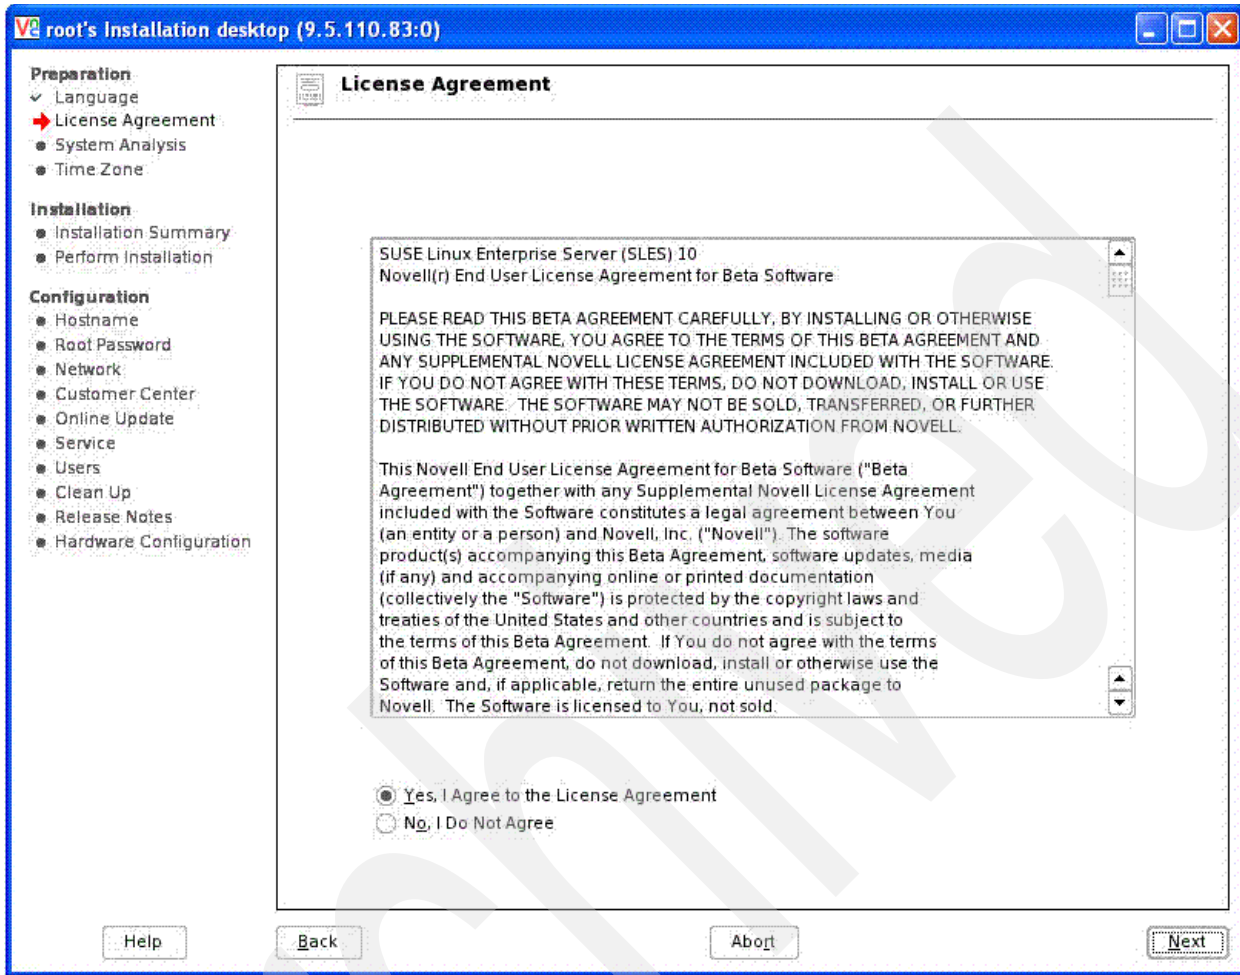 root's Installation desktop (9.5.110.83:0)
Preparation
Language
License Agreement
System Analysis
Time Zone
Installation
Installation Summary
Perform Installation
Configuration
Hostname
Root Password
Network
Customer Center
Online Update
Service
Users
Clean Up
Release Notes
Hardware Configuration
License Agreement
SUSE Linux Enterprise Server (SLES) 10
Novell(r) End User License Agreement for Beta Software
PLEASE READ THIS BETA AGREEMENT CAREFULLY, BY INSTALLING OR OTHERWISE
USING THE SOFTWARE, YOU AGREE TO THE TERMS OF THIS BETA AGREEMENT AND
ANY SUPPLEMENTAL NOVELL LICENSE AGREEMENT INCLUDED WITH THE SOFTWARE.
IF YOU DO NOT AGREE WITH THESE TERMS, DO NOT DOWNLOAD, INSTALL OR USE
THE SOFTWARE.  THE SOFTWARE MAY NOT BE SOLD, TRANSFERRED, OR FURTHER
DISTRIBUTED WITHOUT PRIOR WRITTEN AUTHORIZATION FROM NOVELL.
This Novell End User License Agreement for Beta Software ("Beta
Agreement") together with any Supplemental Novell License Agreement
included with the Software constitutes a legal agreement between You
(an entity or a person) and Novell, Inc. ("Novell"). The software
product(s) accompanying this Beta Agreement, software updates, media
(if any) and accompanying online or printed documentation
(collectively the "Software") is protected by the copyright laws and
treaties of the United States and other countries and is subject to
the terms of this Beta Agreement.  If You do not agree with the terms
of this Beta Agreement, do not download, install or otherwise use the
Software and, if applicable, return the entire unused package to
Novell.  The Software is licensed to You, not sold.
Yes, I Agree to the License Agreement
No, I Do Not Agree
Help
Back
Abort
Next